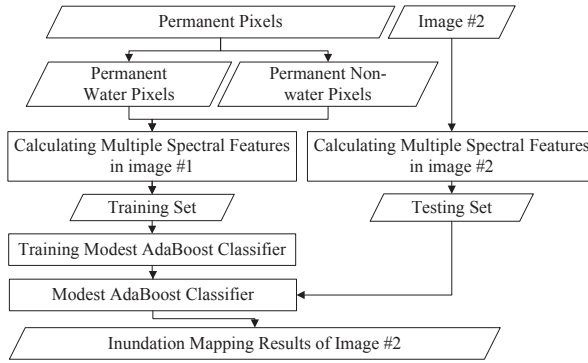 Permanent Pixels
Image #2
Permanent
Water Pixels
Permanent Non-
water Pixels
Calculating Multiple Spectral Features
in image #1
Calculating Multiple Spectral Features
in image #2
Training Set
Testing Set
Training Modest AdaBoost Classifier
Modest AdaBoost Classifier
Inundation Mapping Results of Image #2